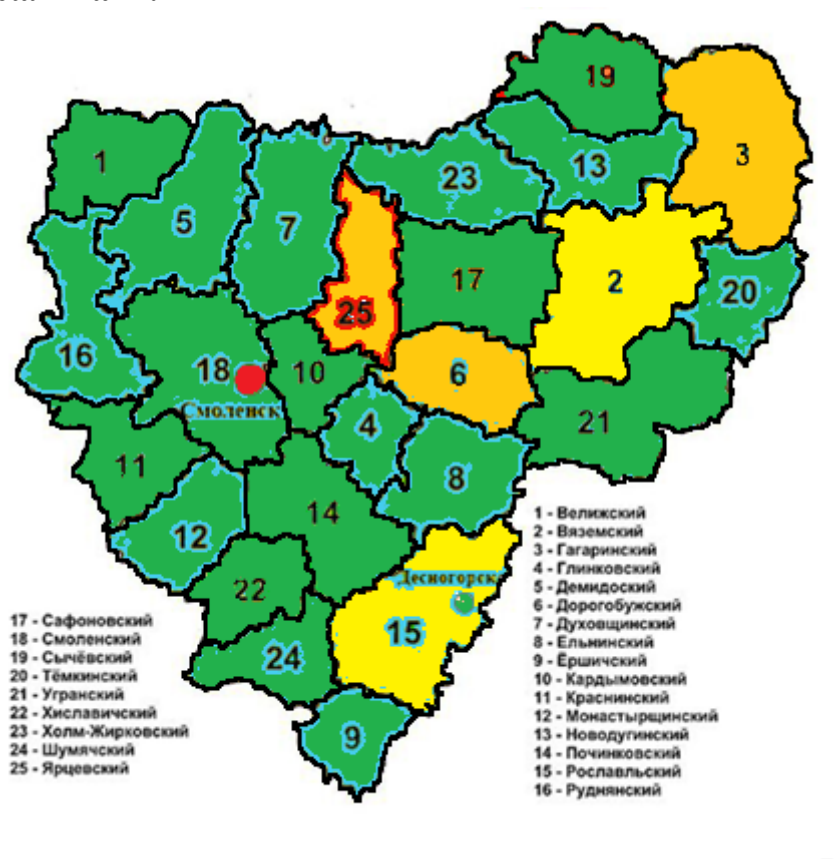 19
3
1
13
23
5
7
17
2
20
25
16
18
10
6
Смоленск
4
21
11
8
12
14
22
Десногорск
15
24
9
1 - Велижский
2 - Вяземский
3 - Гагаринский
4 - Глинковский
5 - Демидоский
6 - Дорогобужский
7 - Духовщинский
8 - Ельнинский
9 - Ёршичский
10 - Кардымовский
11 - Краснинский
12 - Монастырщинский
13 - Новодугинский
14 - Починковский
15 - Рославльский
16 - Руднянский
17 - Сафоновский
18 - Смоленский
19 - Сычёвский
20 - Тёмкинский
21 - Угранский
22 - Хиславичский
23 - Холм-Жирковский
24 - Шумячский
25 - Ярцевский